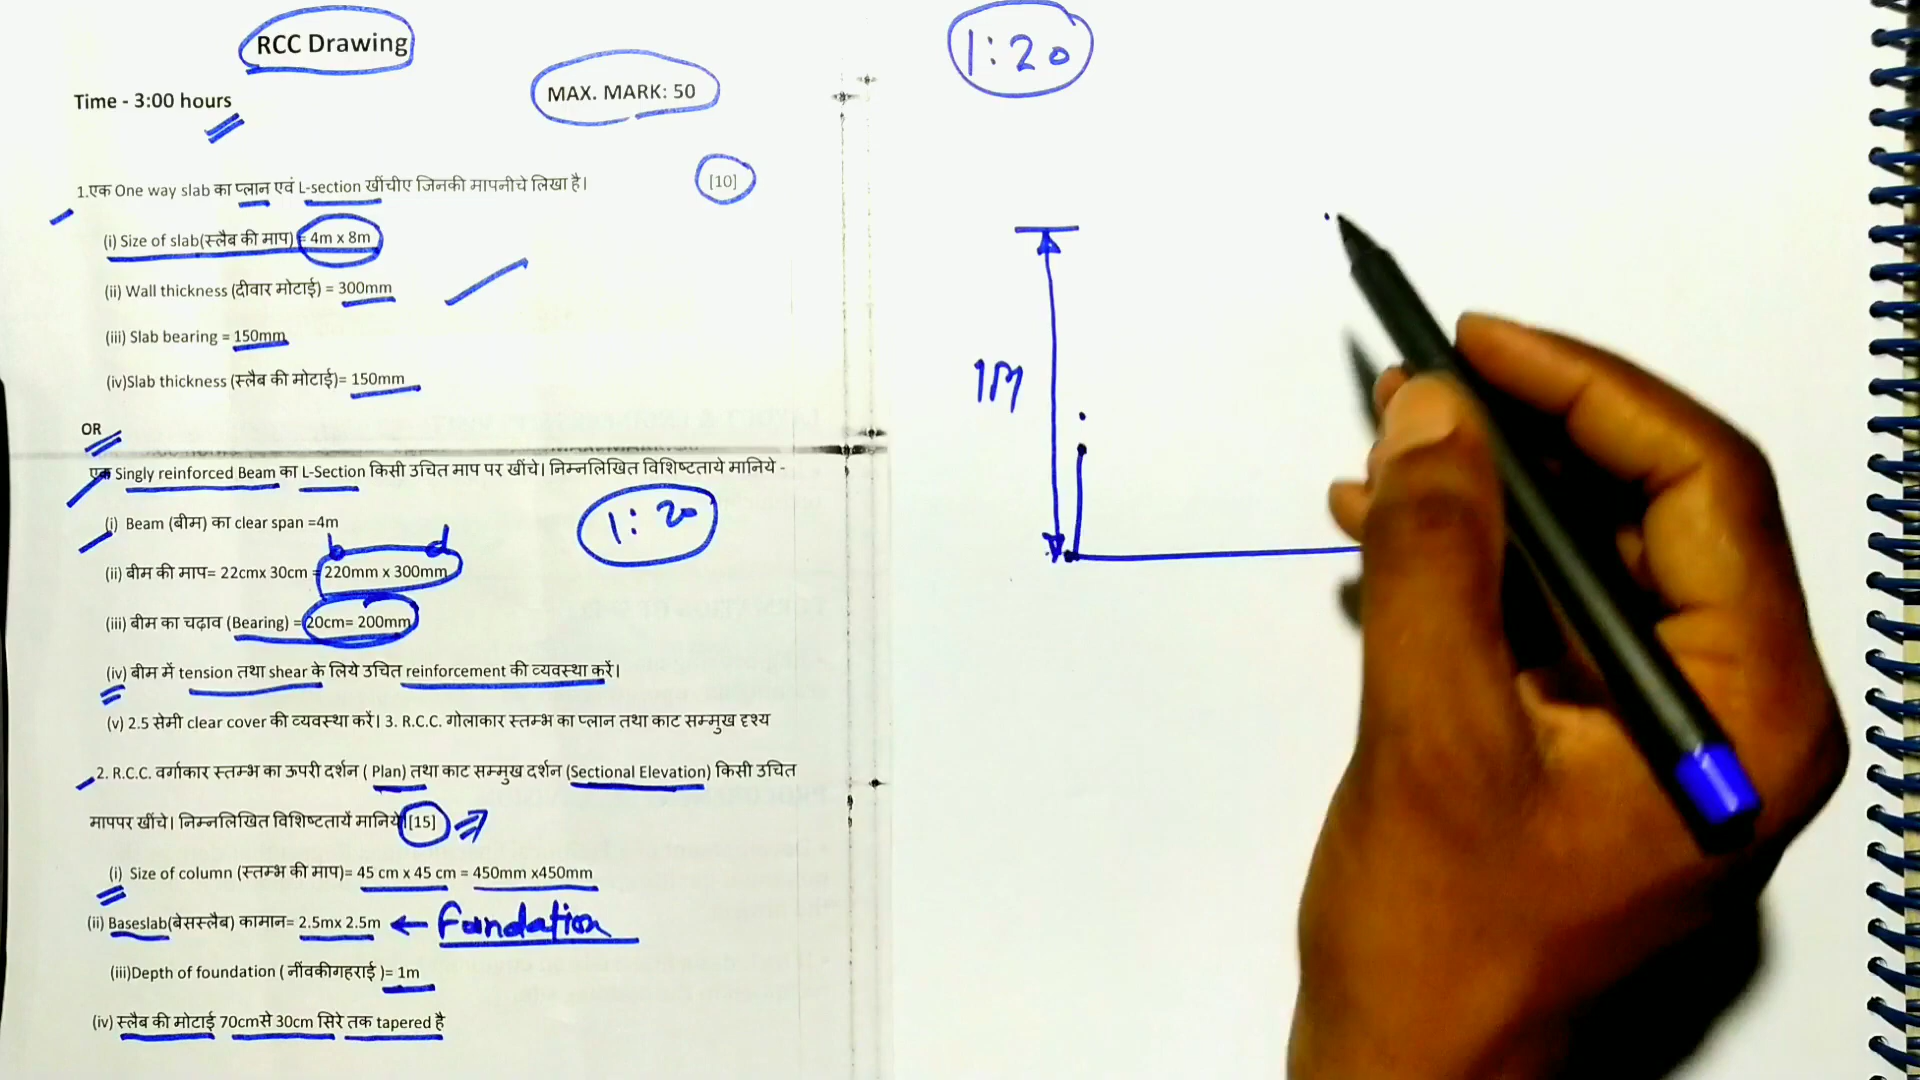 RCC Drawing
Time - 3:00 hours
MAX. MARK: 50
1.एक One way slab का प्लान एवं L-section खींचीए जिनकी मापनीचे लिखा है। [10]
(i) Size of slab(स्लैब की माप) = 4m x 8m
(ii) Wall thickness (दीवार मोटाई) = 300mm
(iii) Slab bearing = 150mm
(iv)Slab thickness (स्लैब की मोटाई)= 150mm
OR
एक Singly reinforced Beam का L-Section किसी उचित माप पर खींचे। निम्नलिखित विशिष्टताये मानिये -
(i) Beam (बीम) का clear span =4m
1:20
(ii) बीम की माप= 22cmx 30cm = 220mm x 300mm
(iii) बीम का चढ़ाव (Bearing) = 20cm= 200mm
(iv) बीम में tension तथा shear के लिये उचित reinforcement की व्यवस्था करें।
(v) 2.5 सेमी clear cover की व्यवस्था करें। 3. R.C.C. गोलाकार स्तम्भ का प्लान तथा काट सम्मुख दृश्य
2. R.C.C. वर्गाकार स्तम्भ का ऊपरी दर्शन ( Plan) तथा काट सम्मुख दर्शन (Sectional Elevation) किसी उचित
मापपर खींचे। निम्नलिखित विशिष्टतायें मानिये। [15]
(i) Size of column (स्तम्भ की माप)= 45 cm x 45 cm = 450mm x450mm
(ii) Baseslab(बेसस्लैब) कामान= 2.5mx 2.5m ← Fundation
(iii)Depth of foundation ( नींवकीगहराई )= 1m
(iv) स्लैब की मोटाई 70cmसे 30cm सिरे तक tapered है
1:20
1M